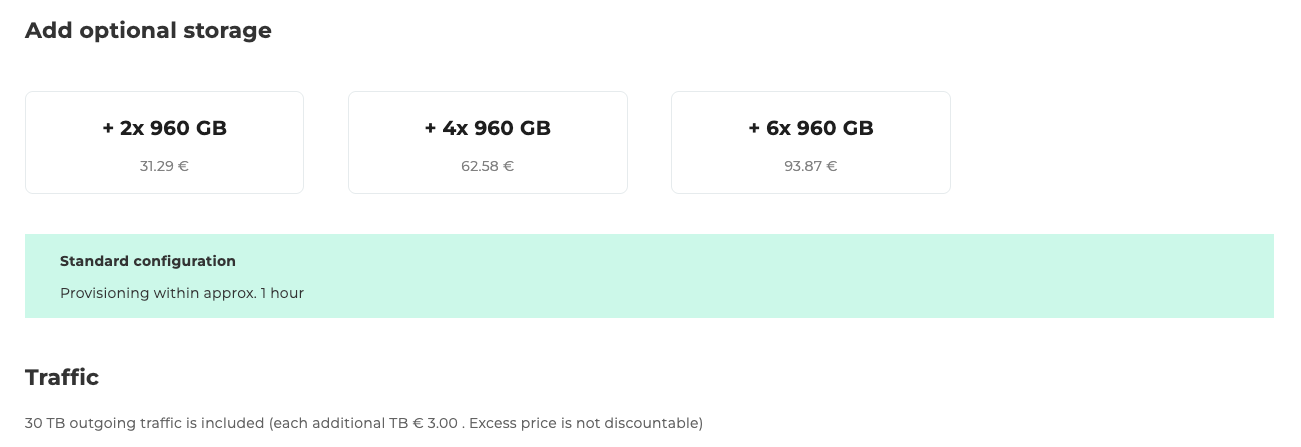 Add optional storage
+ 2x 960 GB
31.29 €
+ 4x 960 GB
62.58 €
+ 6x 960 GB
93.87 €
Standard configuration
Provisioning within approx. 1 hour
Traffic
30 TB outgoing traffic is included (each additional TB € 3.00 . Excess price is not discountable)